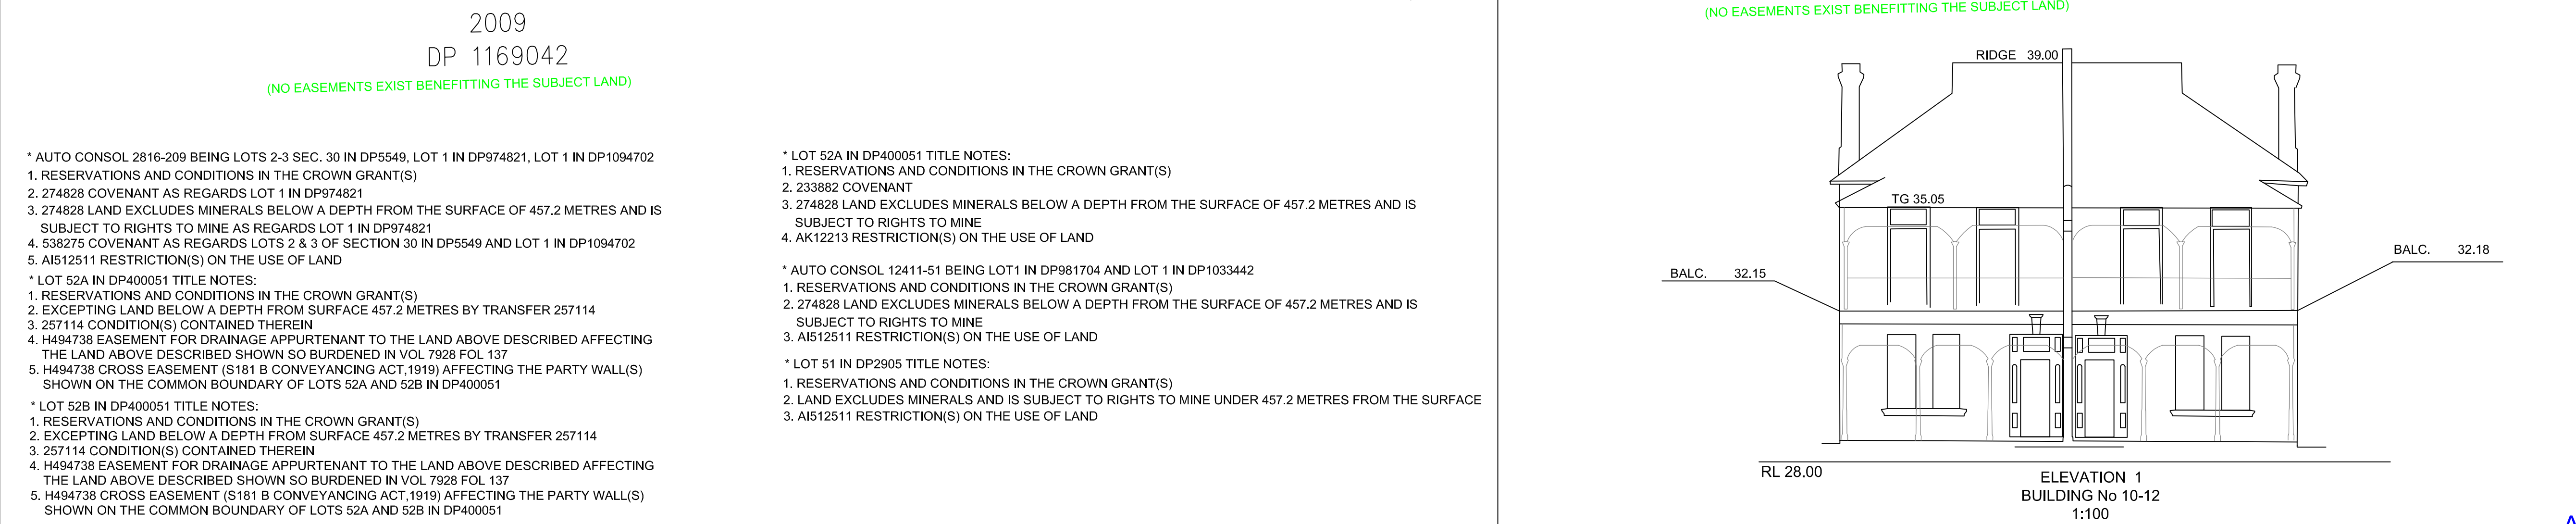 2009
DP 1169042
(NO EASEMENTS EXIST BENEFITTING THE SUBJECT LAND)
* AUTO CONSOL 2816-209 BEING LOTS 2-3 SEC. 30 IN DP5549, LOT 1 IN DP974821, LOT 1 IN DP1094702
1. RESERVATIONS AND CONDITIONS IN THE CROWN GRANT(S)
2. 274828 COVENANT AS REGARDS LOT 1 IN DP974821
3. 274828 LAND EXCLUDES MINERALS BELOW A DEPTH FROM THE SURFACE OF 457.2 METRES AND IS
SUBJECT TO RIGHTS TO MINE AS REGARDS LOT 1 IN DP974821
4. 538275 COVENANT AS REGARDS LOTS 2 & 3 OF SECTION 30 IN DP5549 AND LOT 1 IN DP1094702
5. AI512511 RESTRICTION(S) ON THE USE OF LAND
* LOT 52A IN DP400051 TITLE NOTES:
1. RESERVATIONS AND CONDITIONS IN THE CROWN GRANT(S)
2. EXCEPTING LAND BELOW A DEPTH FROM SURFACE 457.2 METRES BY TRANSFER 257114
3. 257114 CONDITION(S) CONTAINED THEREIN
4. H494738 EASEMENT FOR DRAINAGE APPURTENANT TO THE LAND ABOVE DESCRIBED AFFECTING
THE LAND ABOVE DESCRIBED SHOWN SO BURDENED IN VOL 7928 FOL 137
5. H494738 CROSS EASEMENT (S181 B CONVEYANCING ACT,1919) AFFECTING THE PARTY WALL(S)
SHOWN ON THE COMMON BOUNDARY OF LOTS 52A AND 52B IN DP400051
* LOT 52B IN DP400051 TITLE NOTES:
1. RESERVATIONS AND CONDITIONS IN THE CROWN GRANT(S)
2. EXCEPTING LAND BELOW A DEPTH FROM SURFACE 457.2 METRES BY TRANSFER 257114
3. 257114 CONDITION(S) CONTAINED THEREIN
4. H494738 EASEMENT FOR DRAINAGE APPURTENANT TO THE LAND ABOVE DESCRIBED AFFECTING
THE LAND ABOVE DESCRIBED SHOWN SO BURDENED IN VOL 7928 FOL 137
5. H494738 CROSS EASEMENT (S181 B CONVEYANCING ACT,1919) AFFECTING THE PARTY WALL(S)
SHOWN ON THE COMMON BOUNDARY OF LOTS 52A AND 52B IN DP400051
* LOT 52A IN DP400051 TITLE NOTES:
1. RESERVATIONS AND CONDITIONS IN THE CROWN GRANT(S)
2. 233882 COVENANT
3. 274828 LAND EXCLUDES MINERALS BELOW A DEPTH FROM THE SURFACE OF 457.2 METRES AND IS
SUBJECT TO RIGHTS TO MINE
4. AK12213 RESTRICTION(S) ON THE USE OF LAND
* AUTO CONSOL 12411-51 BEING LOT1 IN DP981704 AND LOT 1 IN DP1033442
1. RESERVATIONS AND CONDITIONS IN THE CROWN GRANT(S)
2. 274828 LAND EXCLUDES MINERALS BELOW A DEPTH FROM THE SURFACE OF 457.2 METRES AND IS
SUBJECT TO RIGHTS TO MINE
3. AI512511 RESTRICTION(S) ON THE USE OF LAND
* LOT 51 IN DP2905 TITLE NOTES:
1. RESERVATIONS AND CONDITIONS IN THE CROWN GRANT(S)
2. LAND EXCLUDES MINERALS AND IS SUBJECT TO RIGHTS TO MINE UNDER 457.2 METRES FROM THE SURFACE
3. AI512511 RESTRICTION(S) ON THE USE OF LAND
(NO EASEMENTS EXIST BENEFITTING THE SUBJECT LAND)
RIDGE 39.00
TG 35.05
BALC. 32.18
BALC. 32.15
RL 28.00
ELEVATION 1
BUILDING No 10-12
1:100